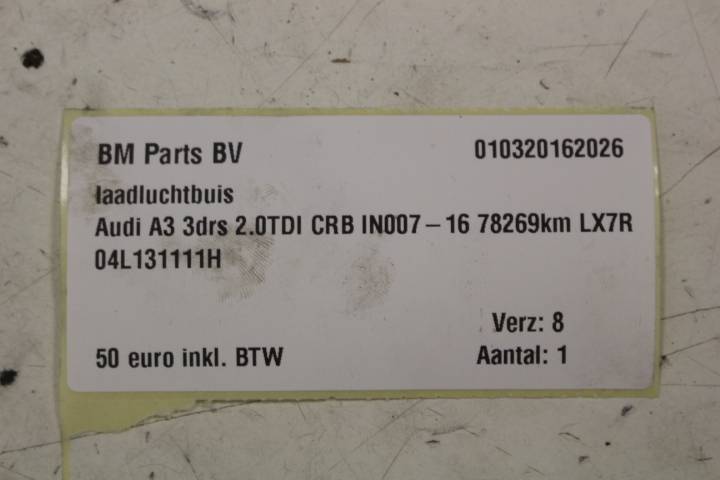 BM Parts BV 010320162026
laadluchtbuis
Audi A3 3drs 2.0TDI CRB IN007 – 16 78269km LX7R
04L131111H
Verz: 8
50 euro inkl. BTW Aantal: 1